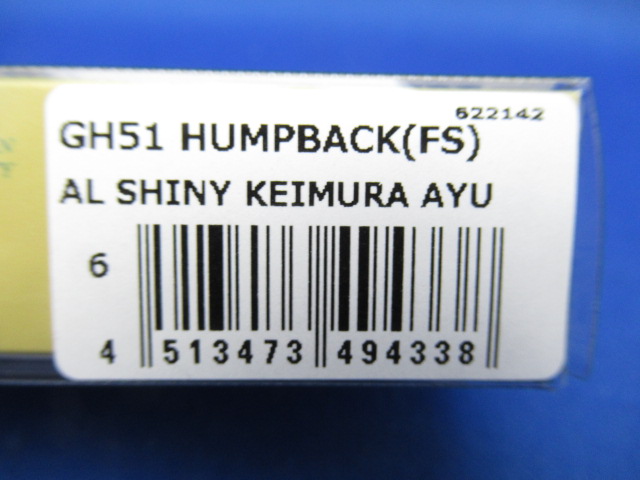 622142
GH51 HUMPBACK(FS)
AL SHINY KEIMURA AYU
6
4 513473 494338